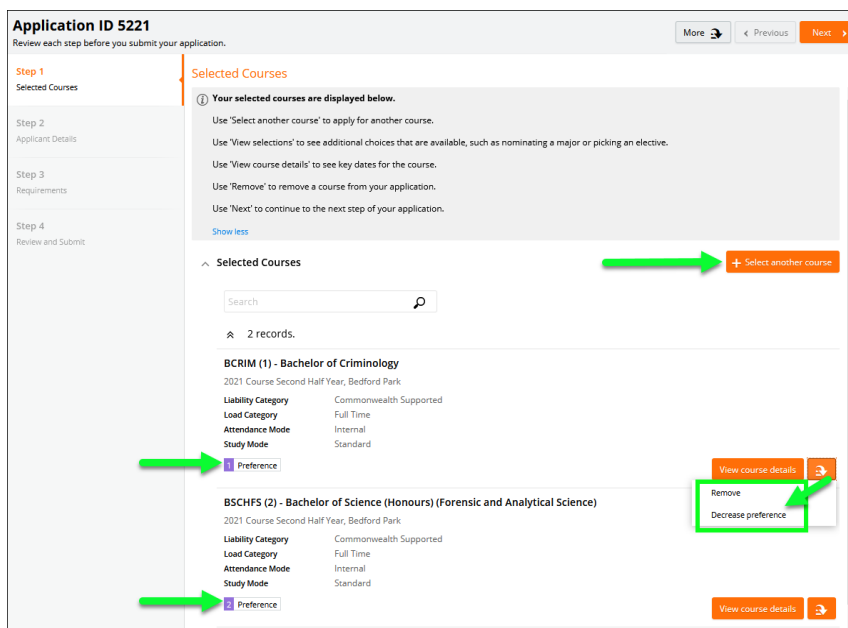 Application ID 5221
Review each step before you submit your application.
More
Previous
Next
Step 1
Selected Courses
Step 2
Applicant Details
Step 3
Requirements
Step 4
Review and Submit
Selected Courses
Your selected courses are displayed below.
Use 'Select another course' to apply for another course.
Use 'View selections' to see additional choices that are available, such as nominating a major or picking an elective.
Use 'View course details' to see key dates for the course.
Use 'Remove' to remove a course from your application.
Use 'Next' to continue to the next step of your application.
Show less
Selected Courses
+ Select another course
Search
2 records.
BCRIM (1) - Bachelor of Criminology
2021 Course Second Half Year, Bedford Park
Liability Category Commonwealth Supported
Load Category Full Time
Attendance Mode Internal
Study Mode Standard
1 Preference
View course details
Remove
Decrease preference
BSCHFS (2) - Bachelor of Science (Honours) (Forensic and Analytical Science)
2021 Course Second Half Year, Bedford Park
Liability Category Commonwealth Supported
Load Category Full Time
Attendance Mode Internal
Study Mode Standard
2 Preference
View course details